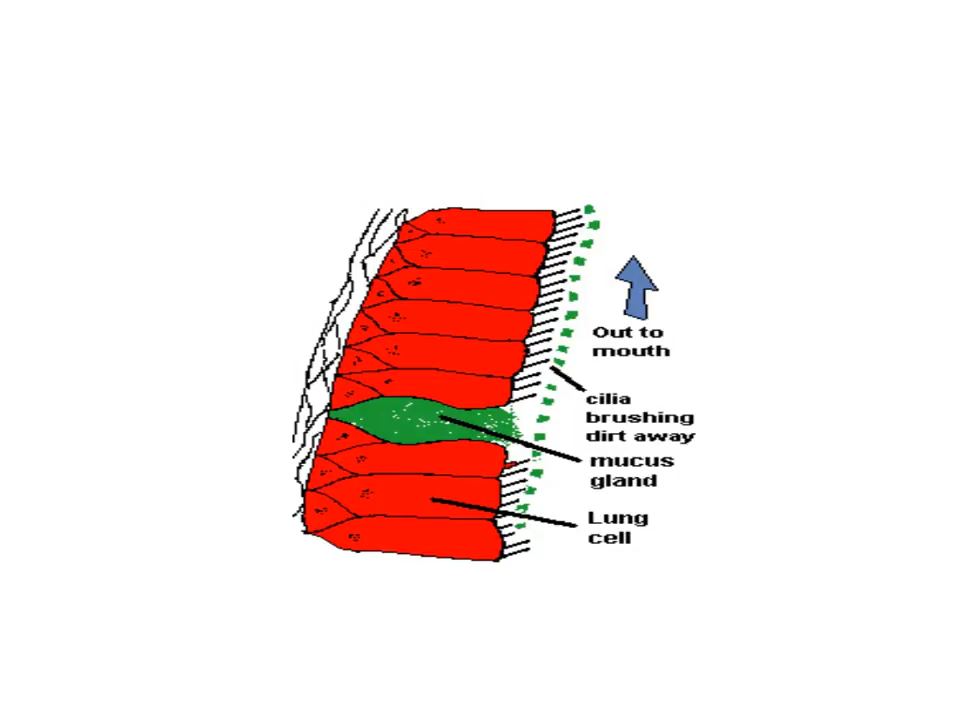 Out to
mouth
cilia
brushing
dirt away
mucus
gland
Lung
cell